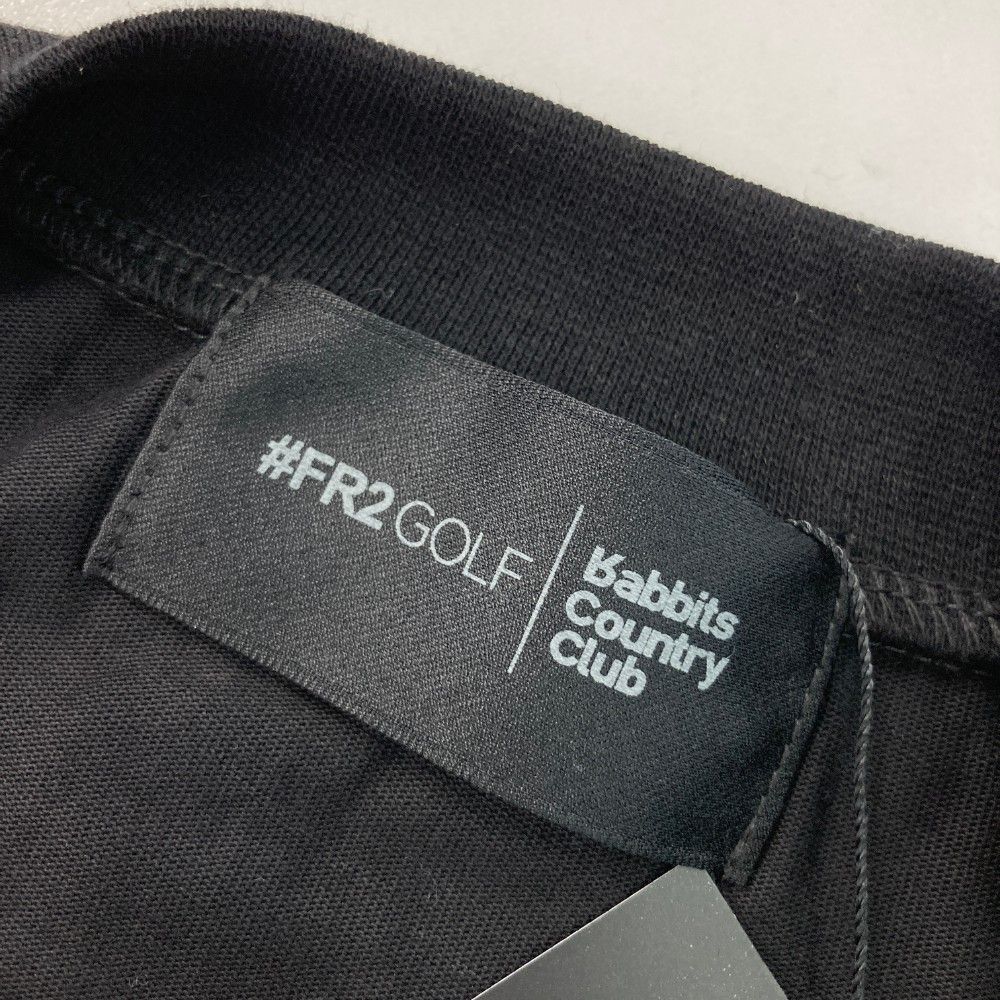 #FR2GOLF
Rabbits
Country
Club